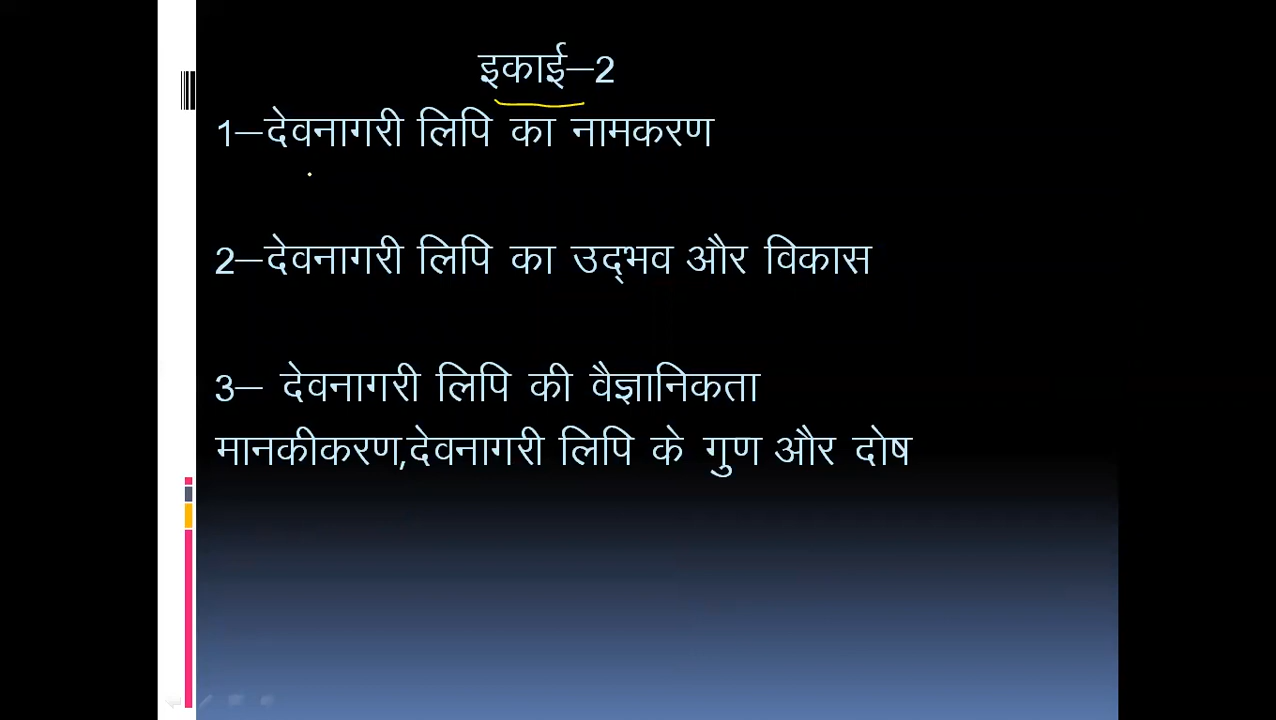 इकाई–2
1–देवनागरी लिपि का नामकरण
2–देवनागरी लिपि का उद्‌भव और विकास
3– देवनागरी लिपि की वैज्ञानिकता
मानकीकरण,देवनागरी लिपि के गुण और दोष